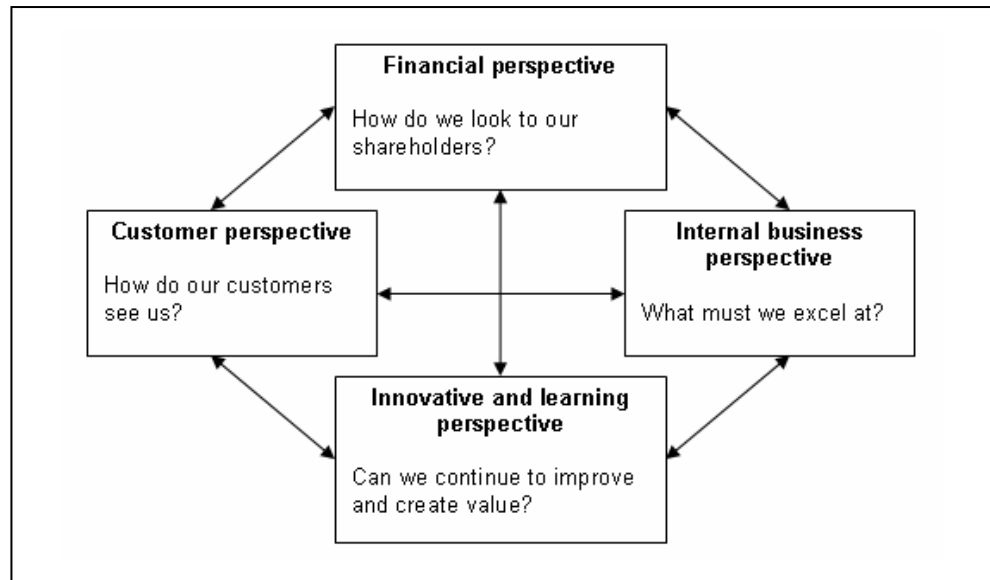 Financial perspective
How do we look to our
shareholders?
Customer perspective
How do our customers
see us?
Internal business
perspective
What must we excel at?
Innovative and learning
perspective
Can we continue to improve
and create value?